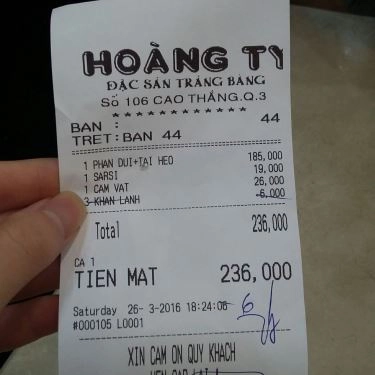 HOÀNG TY
ĐẶC SẢN TRẢNG BÀNG
Số 106 CAO THẮNG.Q.3
************
BAN : 44
TRET:BAN 44
1 PHAN DUI+TAI HEO 185,000
1 SARSI 19,000
1 CAM VAT 26,000
3 KHAN LANH 6,000
Total 236,000
CA 1
TIEN MAT 236,000
Saturday 26- 3-2016 18:24:06
#000105 L0001
XIN CAM ON QUY KHACH
HEN GAP LAI !